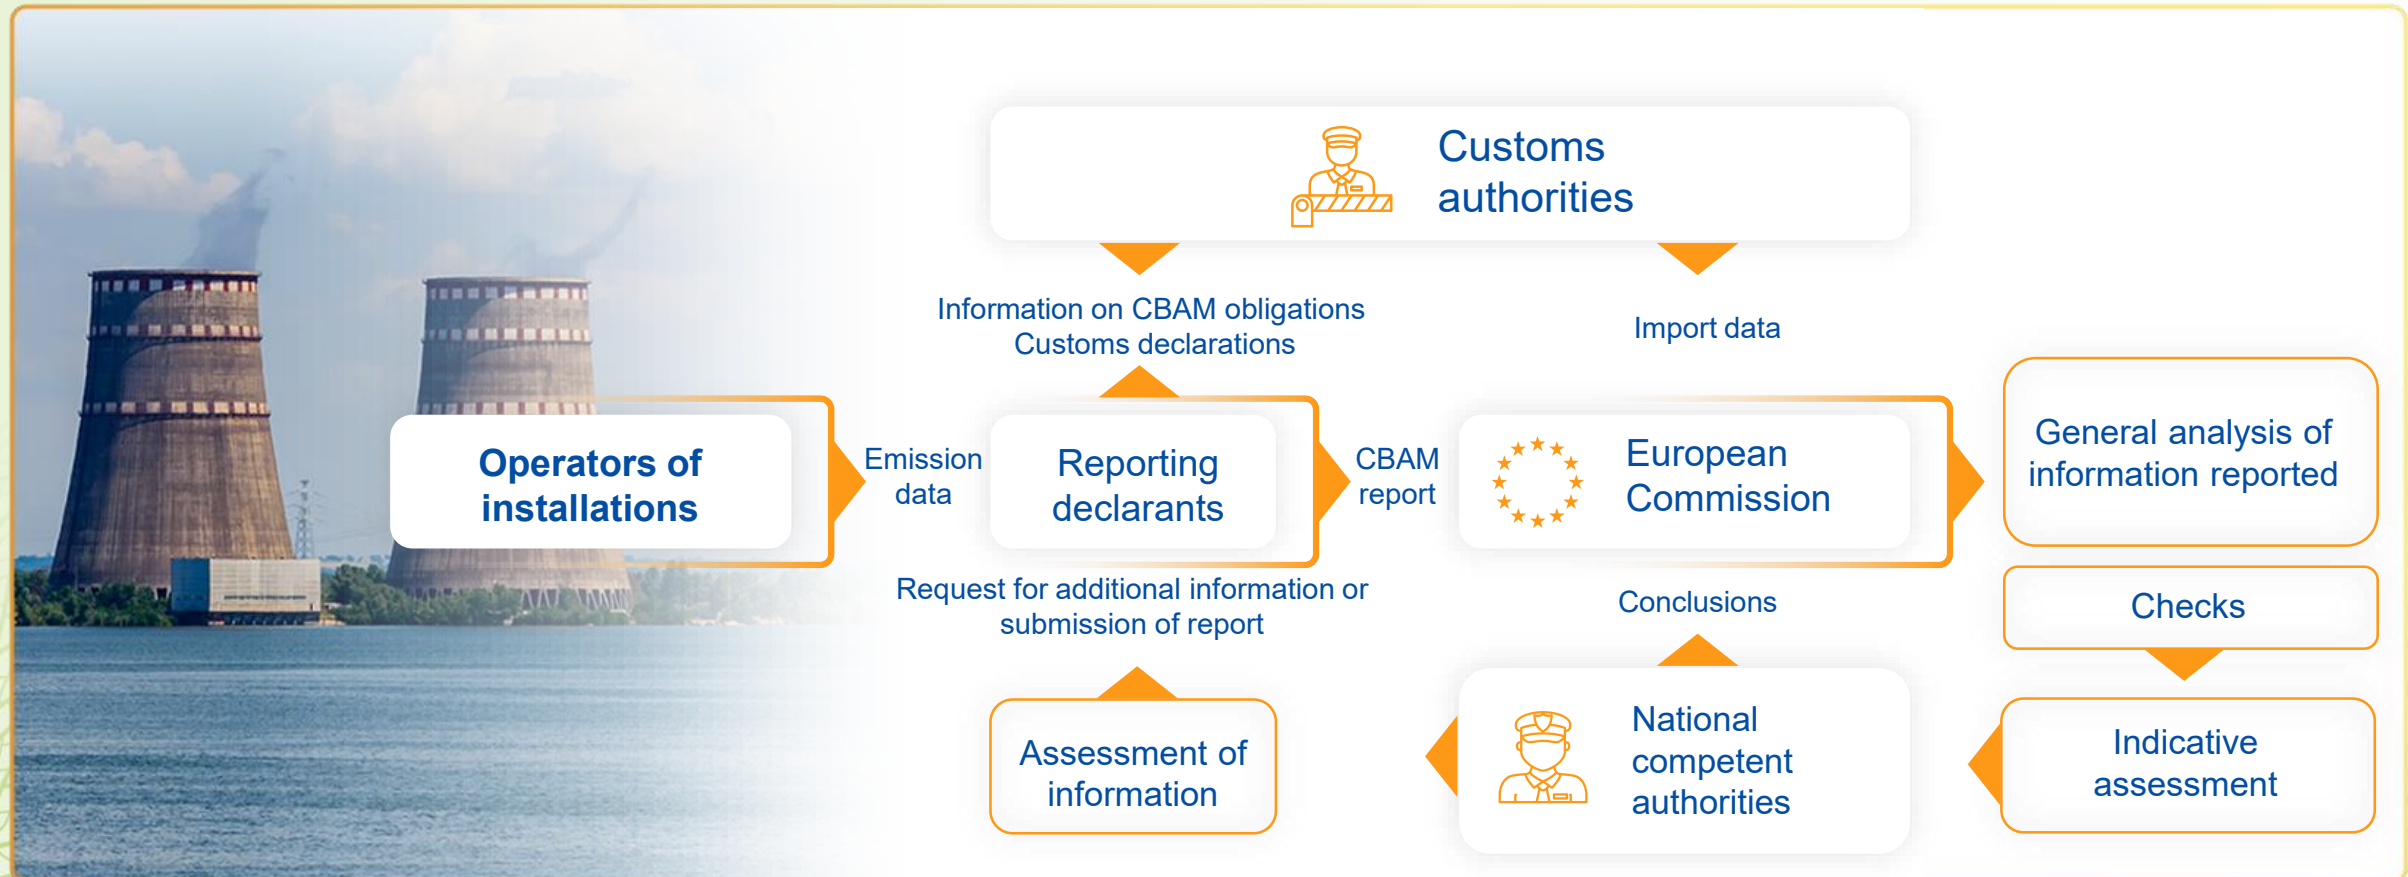 Customs
authorities
Information on CBAM obligations
Customs declarations
Import data
Operators of
installations
Emission
data
Reporting
declarants
CBAM
report
European
Commission
General analysis of
information reported
Request for additional information or
submission of report
Conclusions
Checks
Assessment of
information
National
competent
authorities
Indicative
assessment